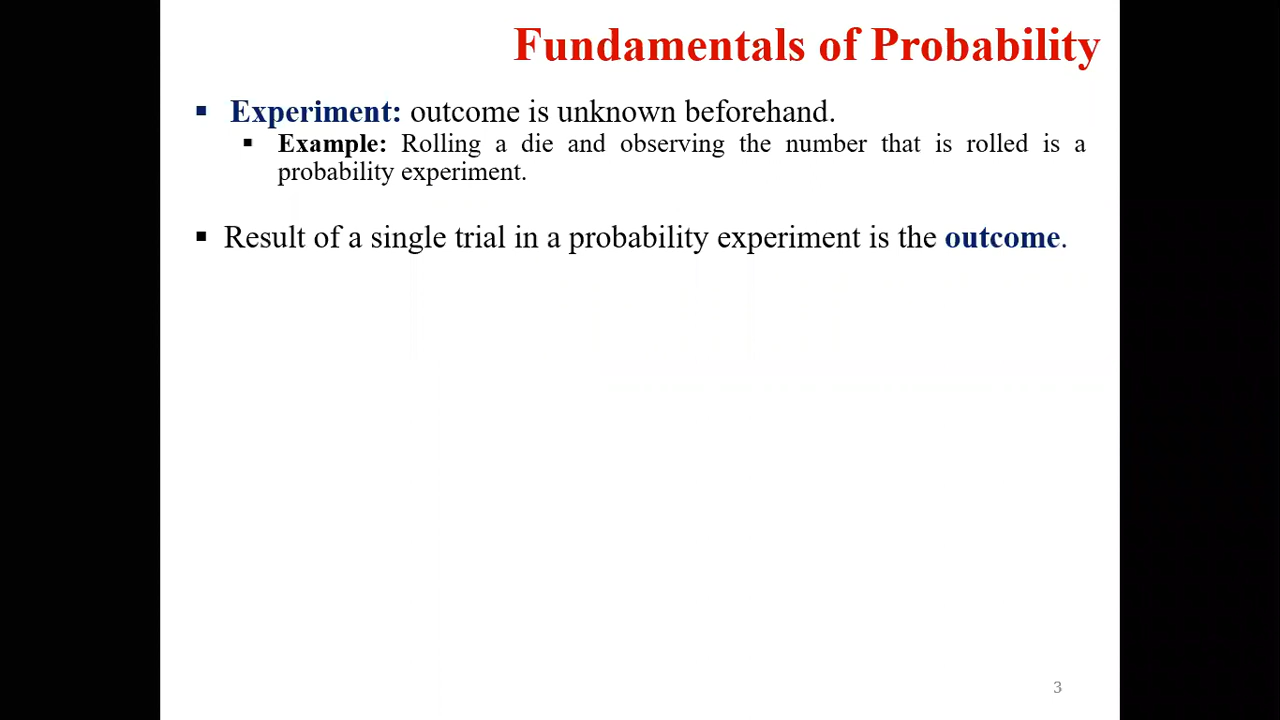 Fundamentals of Probability
▪ Experiment: outcome is unknown beforehand.
▪ Example: Rolling a die and observing the number that is rolled is a
probability experiment.
▪ Result of a single trial in a probability experiment is the outcome.
3